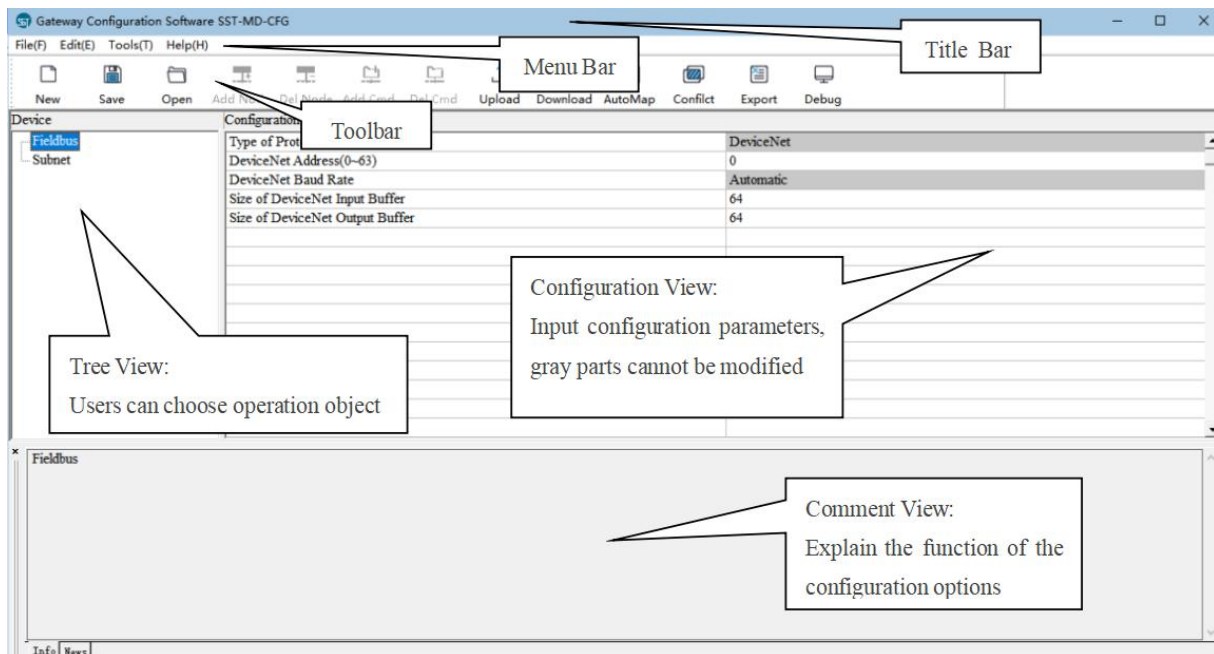 Gateway Configuration Software SST-MD-CFG
Title Bar
File(F) Edit(E) Tools(T) Help(H)
Menu Bar
New Save Open Add Del Node Add Cmd Del Cmd Upload Download AutoMap Confilct Export Debug
Toolbar
Device
Configuration
Fieldbus
Subnet
Type of DeviceNet
DeviceNet Address(0~63) 0
DeviceNet Baud Rate Automatic
Size of DeviceNet Input Buffer 64
Size of DeviceNet Output Buffer 64
Configuration View:
Input configuration parameters,
gray parts cannot be modified
Tree View:
Users can choose operation object
Fieldbus
Comment View:
Explain the function of the
configuration options
Info News